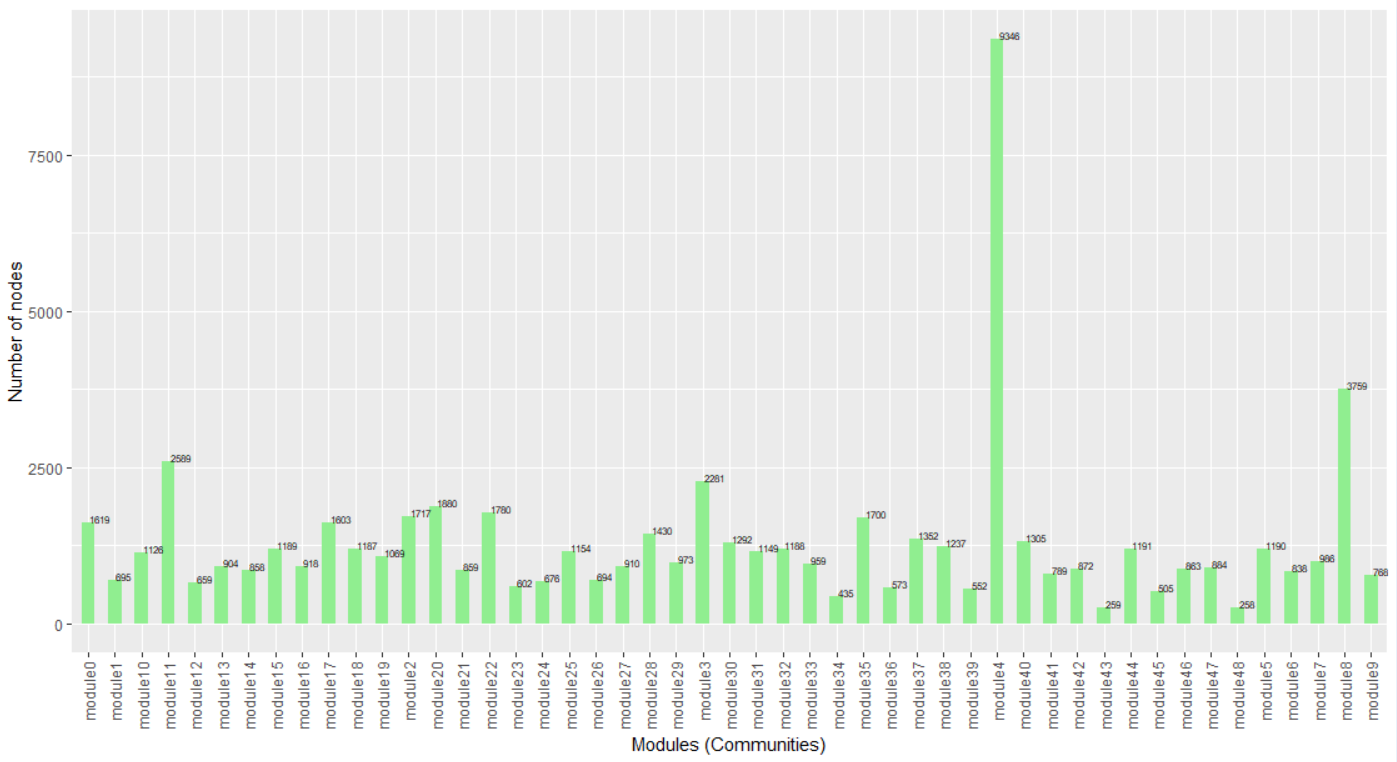 9346
7500
5000
3759
2500
2589
2281
1619
695
1126
659
904
858
1189
918
1603
1187
1069
1717
1880
859
1780
602
676
1154
694
910
1430
973
1292
1149
1188
959
435
1700
573
1352
1237
552
1305
789
872
259
1191
505
863
884
258
1190
838
986
768
0
module0
module1
module10
module11
module12
module13
module14
module15
module16
module17
module18
module19
module2
module20
module21
module22
module23
module24
module25
module26
module27
module28
module29
module3
module30
module31
module32
module33
module34
module35
module36
module37
module38
module39
module4
module40
module41
module42
module43
module44
module45
module46
module47
module48
module5
module6
module7
module8
module9
Modules (Communities)
Number of nodes